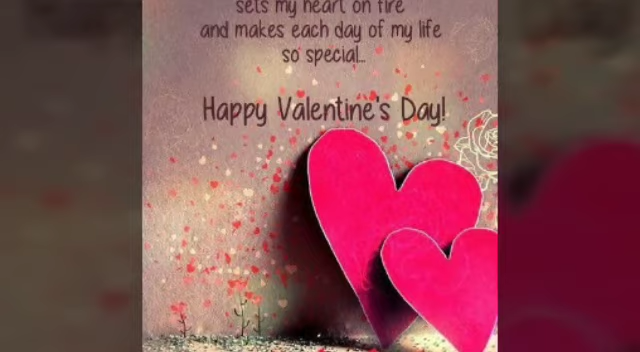 sets my heart on fire
and makes each day of my life
so special...
Happy Valentine's Day!